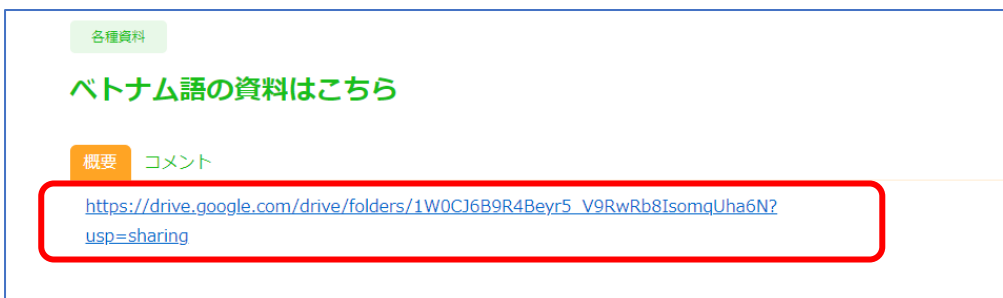 各種資料
ベトナム語の資料はこちら
概要 コメント
https://drive.google.com/drive/folders/1W0CJ6B9R4Beyr5_V9RwRb8IsomqUha6N?
usp=sharing